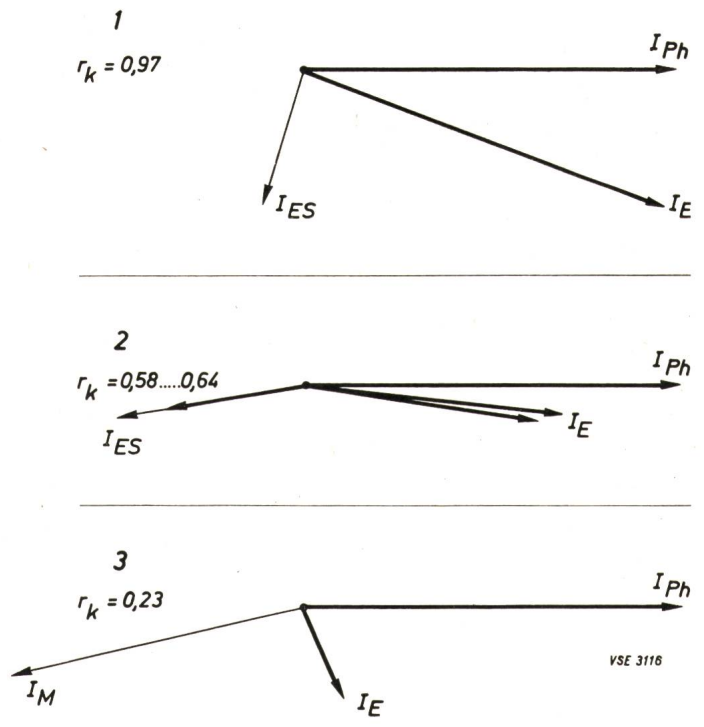 1
I_Ph
r_k = 0,97
I_ES
I_E
2
I_Ph
r_k = 0,58.....0,64
I_E
I_ES
3
I_Ph
r_k = 0,23
VSE 3116
I_M
I_E